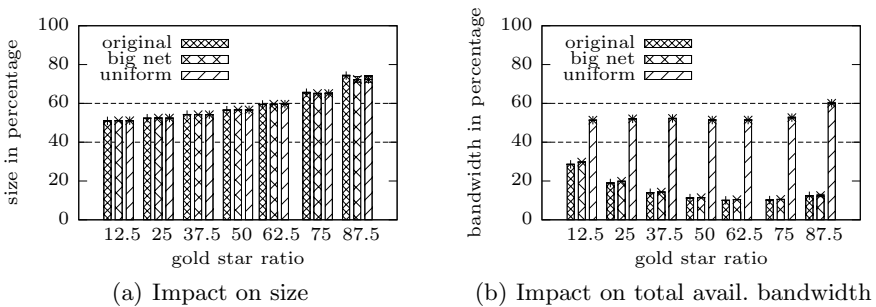 size in percentage
100
80
60
40
20
0
original
big net
uniform
12.5 25 37.5 50 62.5 75 87.5
gold star ratio
(a) Impact on size
bandwidth in percentage
100
80
60
40
20
0
original
big net
uniform
12.5 25 37.5 50 62.5 75 87.5
gold star ratio
(b) Impact on total avail. bandwidth